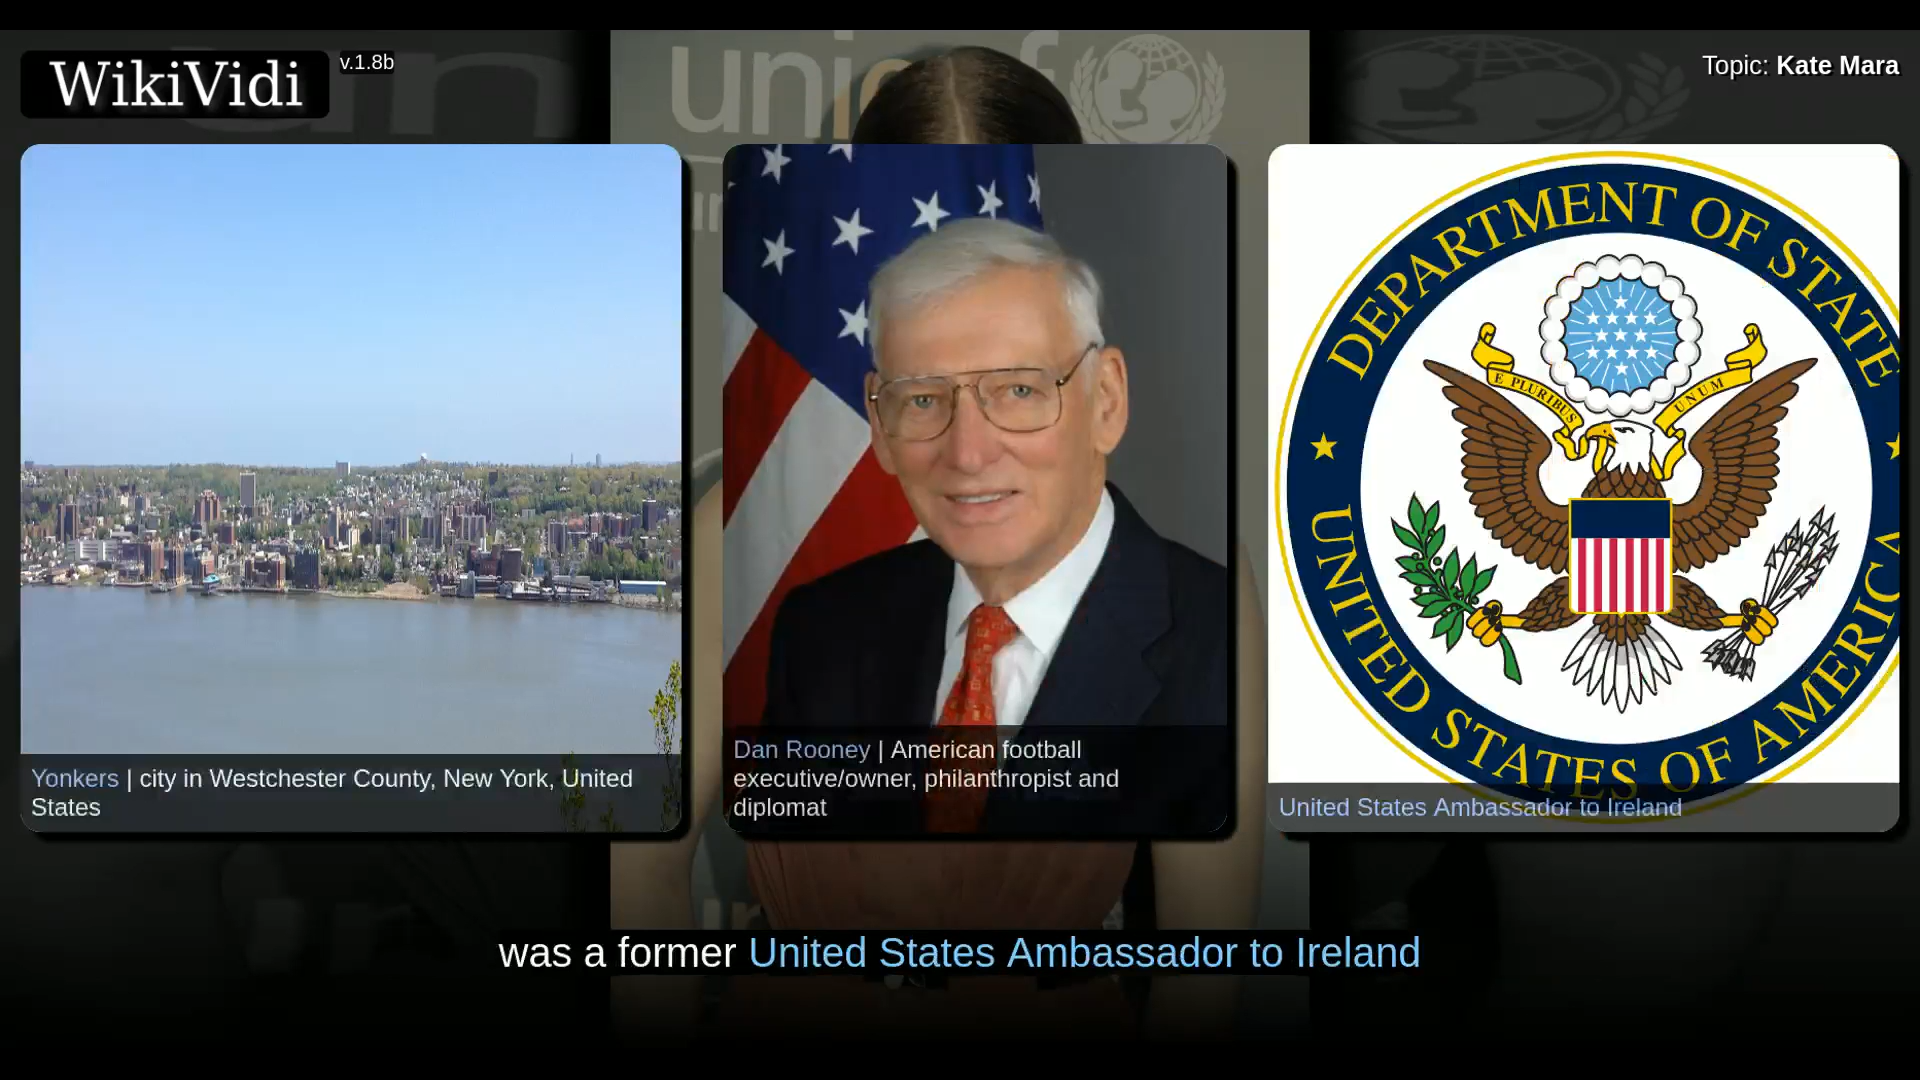 WikiVidi
v.1.8b
Topic: Kate Mara
unicef
DEPARTMENT OF STATE
E PLURIBUS
UNUM
UNITED STATES OF AMERICA
Yonkers | city in Westchester County, New York, United
States
Dan Rooney | American football
executive/owner, philanthropist and
diplomat
United States Ambassador to Ireland
was a former United States Ambassador to Ireland